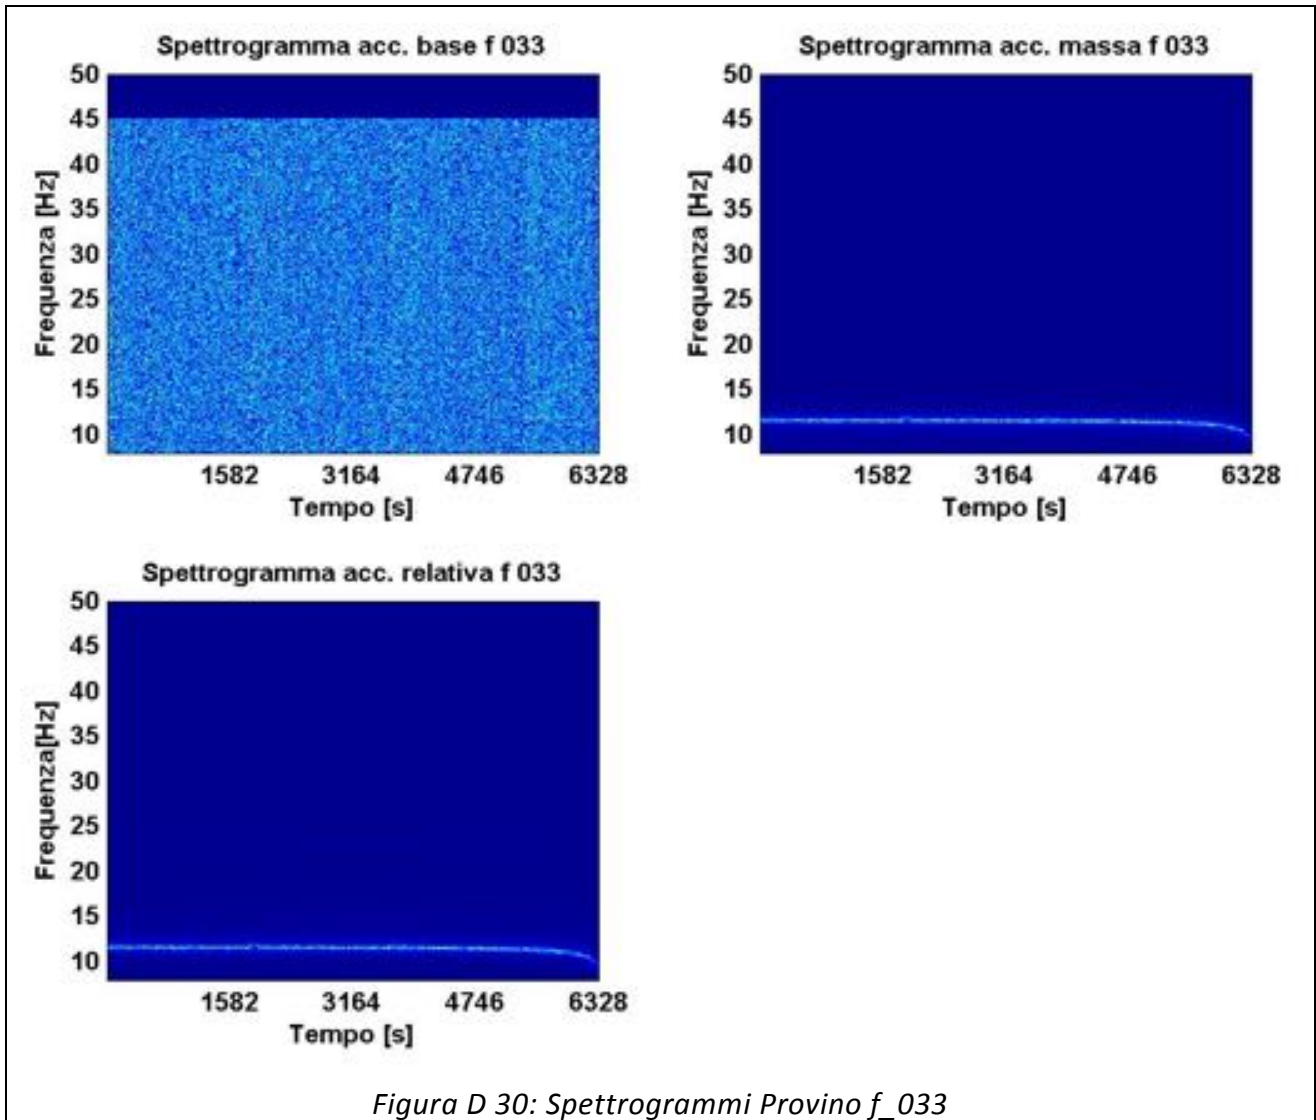 Spettrogramma acc. base f 033
50
45
40
35
30
25
20
15
10
Frequenza [Hz]
1582 3164 4746 6328
Tempo [s]
Spettrogramma acc. massa f 033
50
45
40
35
30
25
20
15
10
Frequenza [Hz]
1582 3164 4746 6328
Tempo [s]
Spettrogramma acc. relativa f 033
50
45
40
35
30
25
20
15
10
Frequenza[Hz]
1582 3164 4746 6328
Tempo [s]
Figura D 30: Spettrogrammi Provino f_033